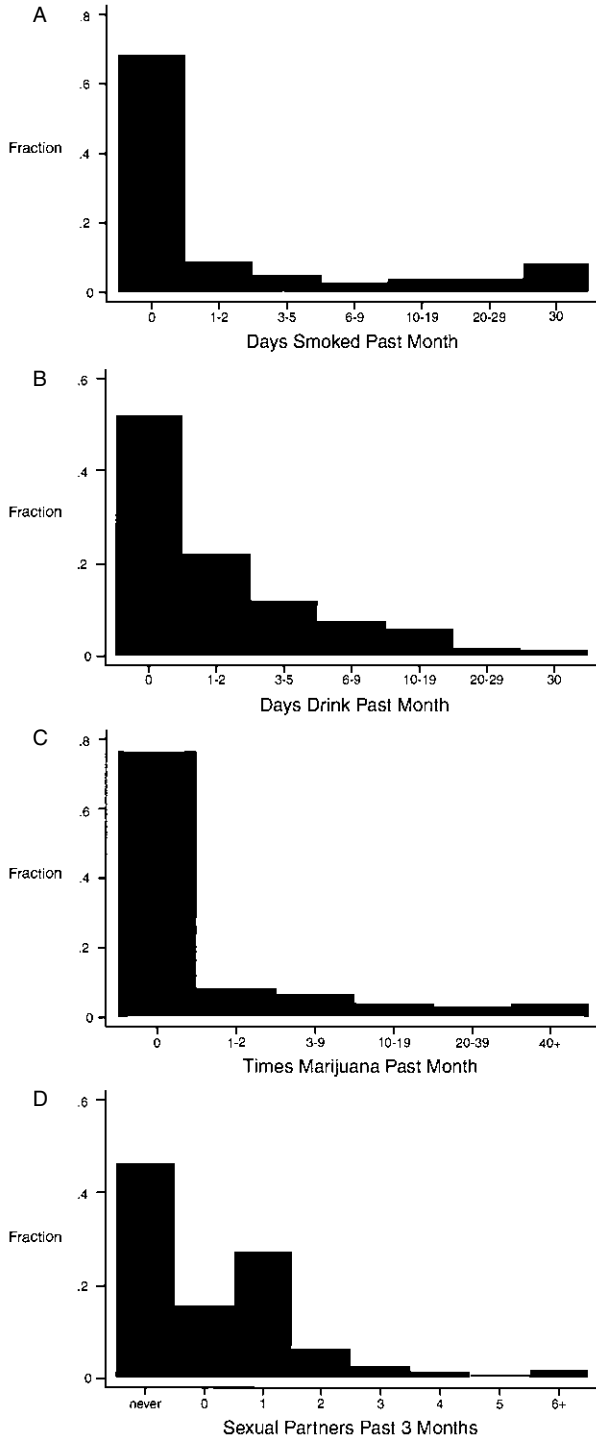 A
.8
.6
Fraction
.4
.2
0
0 1-2 3-5 6-9 10-19 20-29 30
Days Smoked Past Month
B
.6
Fraction
.4
.2
0
0 1-2 3-5 6-9 10-19 20-29 30
Days Drink Past Month
C
.8
.6
Fraction
.4
.2
0
0 1-2 3-9 10-19 20-39 40+
Times Marijuana Past Month
D
.6
.4
Fraction
.2
0
never 0 1 2 3 4 5 6+
Sexual Partners Past 3 Months